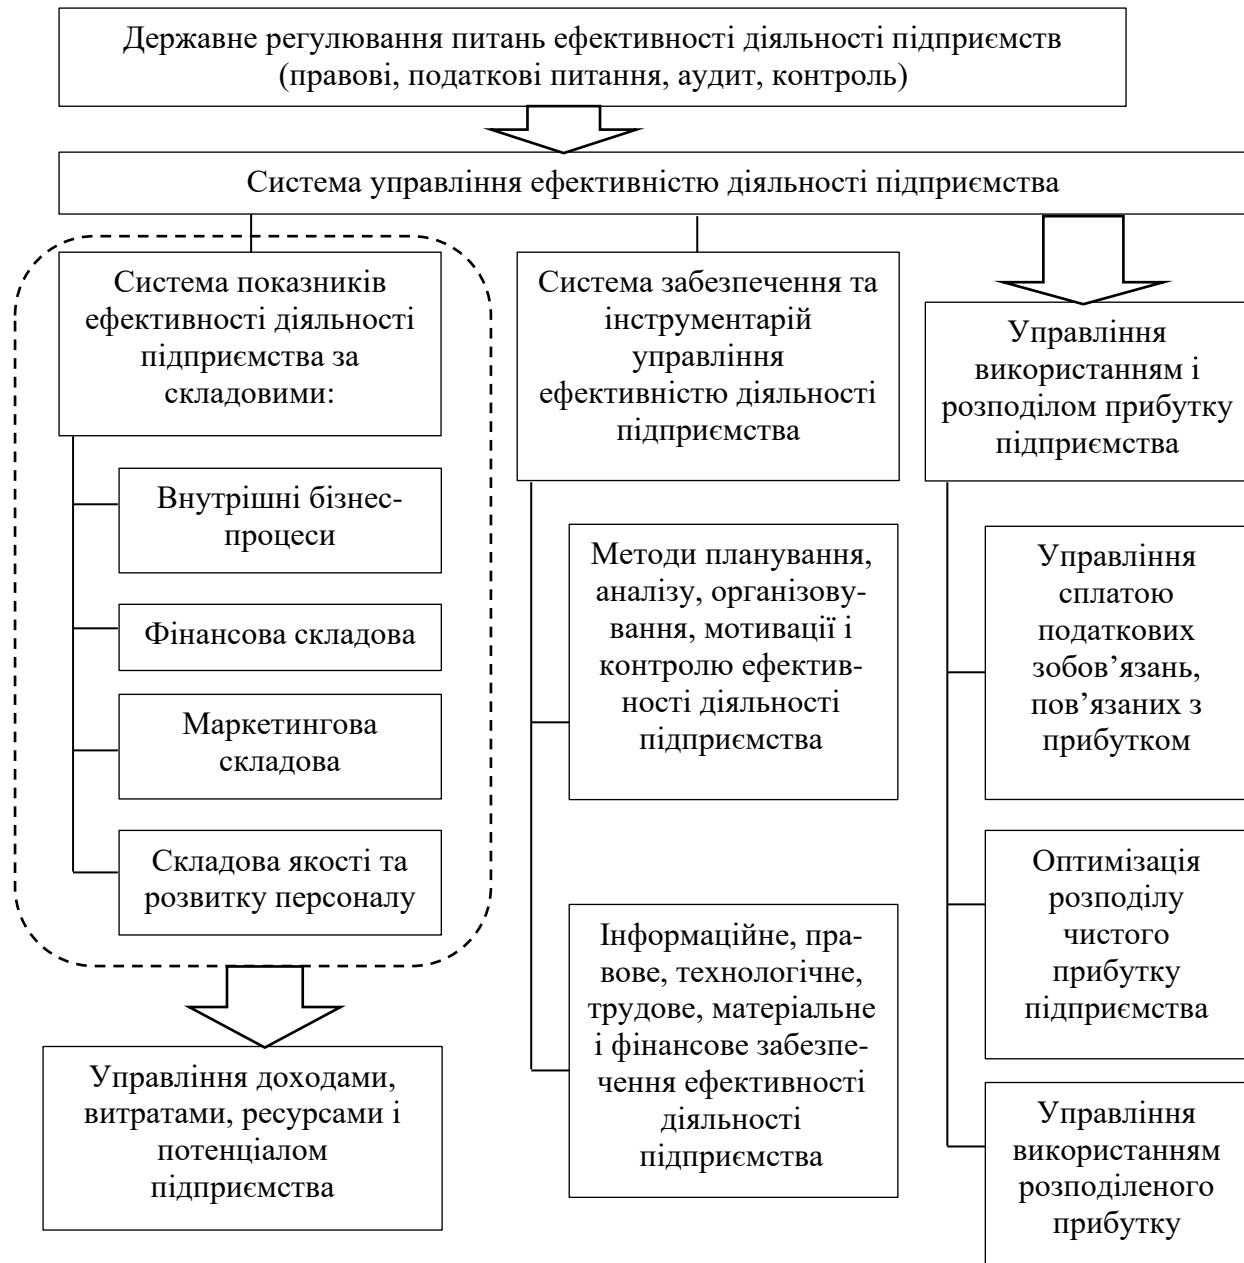 Державне регулювання питань ефективності діяльності підприємств
(правові, податкові питання, аудит, контроль)
Система управління ефективністю діяльності підприємства
Система показників
ефективності діяльності
підприємства за
складовими:
Внутрішні бізнес-
процеси
Фінансова складова
Маркетингова
складова
Складова якості та
розвитку персоналу
Управління доходами,
витратами, ресурсами і
потенціалом
підприємства
Система забезпечення та
інструментарій
управління
ефективністю діяльності
підприємства
Методи планування,
аналізу, організову-
вання, мотивації і
контролю ефектив-
ності діяльності
підприємства
Інформаційне, пра-
вове, технологічне,
трудове, матеріальне
і фінансове забезпе-
чення ефективності
діяльності
підприємства
Управління
використанням і
розподілом прибутку
підприємства
Управління
сплатою
податкових
зобов’язань,
пов’язаних з
прибутком
Оптимізація
розподілу
чистого
прибутку
підприємства
Управління
використанням
розподіленого
прибутку